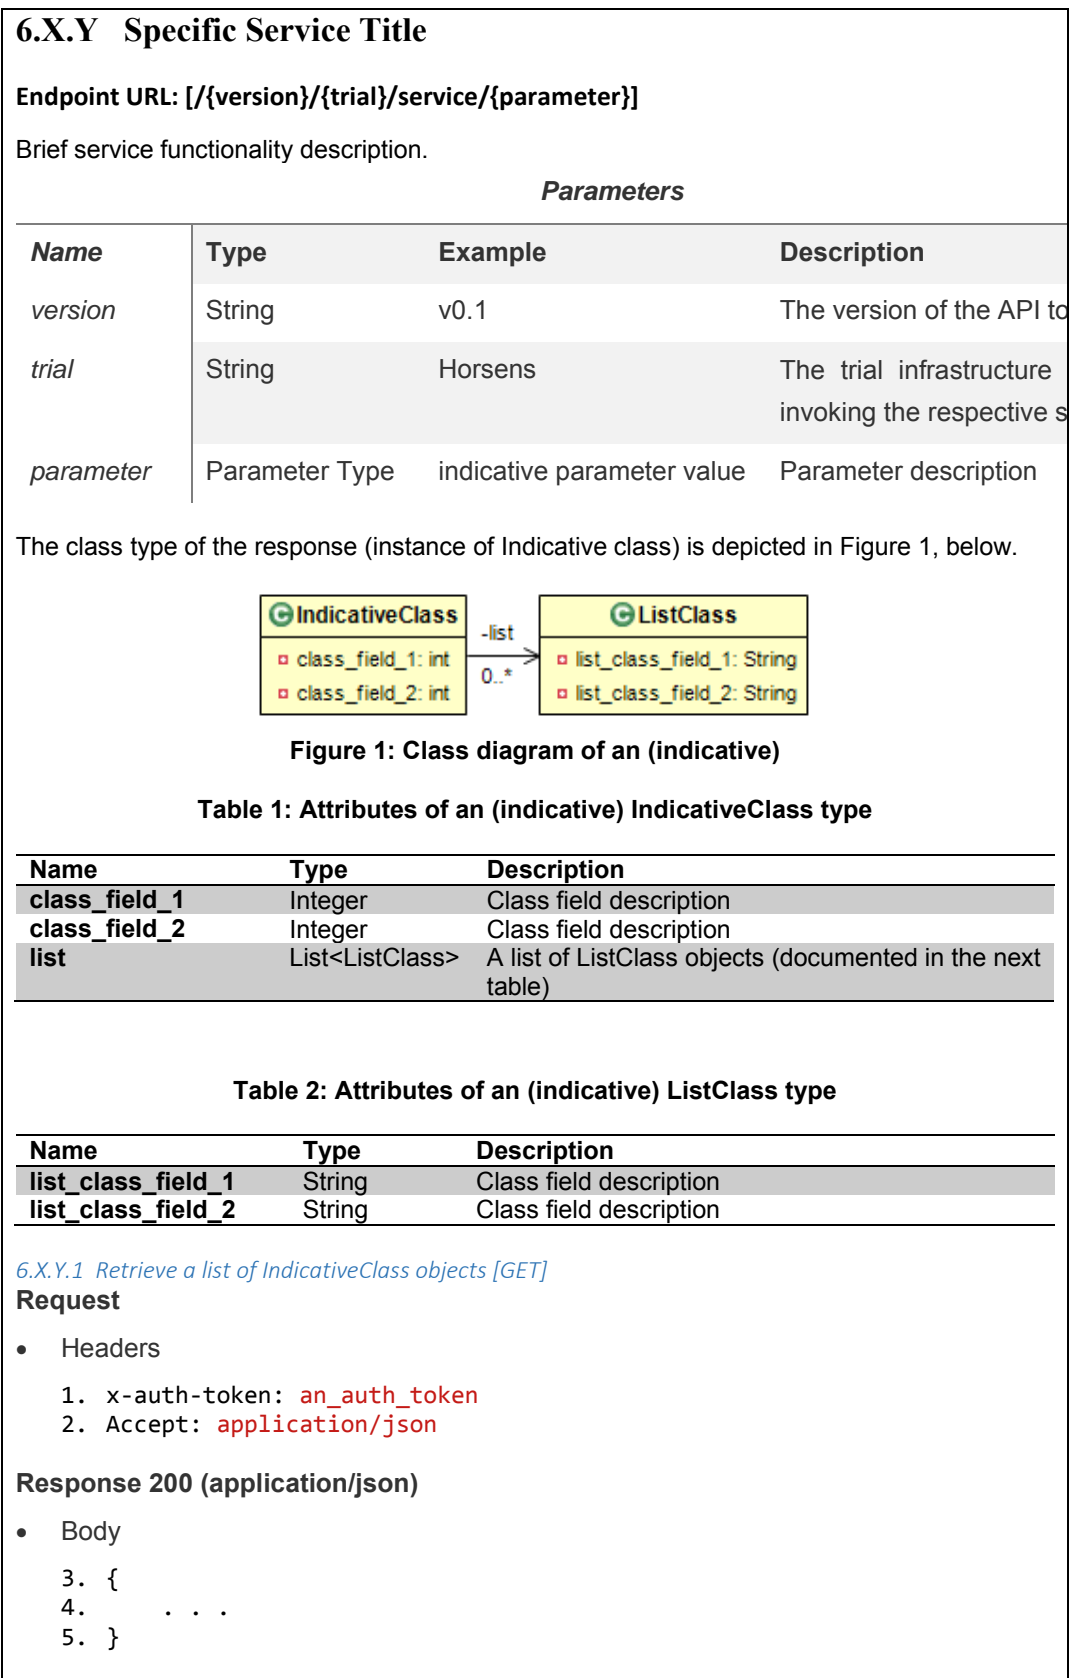 6.X.Y Specific Service Title
Endpoint URL: [/{version}/{trial}/service/{parameter}]
Brief service functionality description.
Parameters
Name Type Example Description
version String v0.1 The version of the API to
trial String Horsens The trial infrastructure
invoking the respective s
parameter Parameter Type indicative parameter value Parameter description
The class type of the response (instance of Indicative class) is depicted in Figure 1, below.
C IndicativeClass
class_field_1: int
class_field_2: int
-list
0..*
C ListClass
list_class_field_1: String
list_class_field_2: String
Figure 1: Class diagram of an (indicative)
Table 1: Attributes of an (indicative) IndicativeClass type
Name Type Description
class_field_1 Integer Class field description
class_field_2 Integer Class field description
list List<ListClass> A list of ListClass objects (documented in the next
table)
Table 2: Attributes of an (indicative) ListClass type
Name Type Description
list_class_field_1 String Class field description
list_class_field_2 String Class field description
6.X.Y.1 Retrieve a list of IndicativeClass objects [GET]
Request
• Headers
1. x-auth-token: an_auth_token
2. Accept: application/json
Response 200 (application/json)
• Body
3. {
4. . . .
5. }